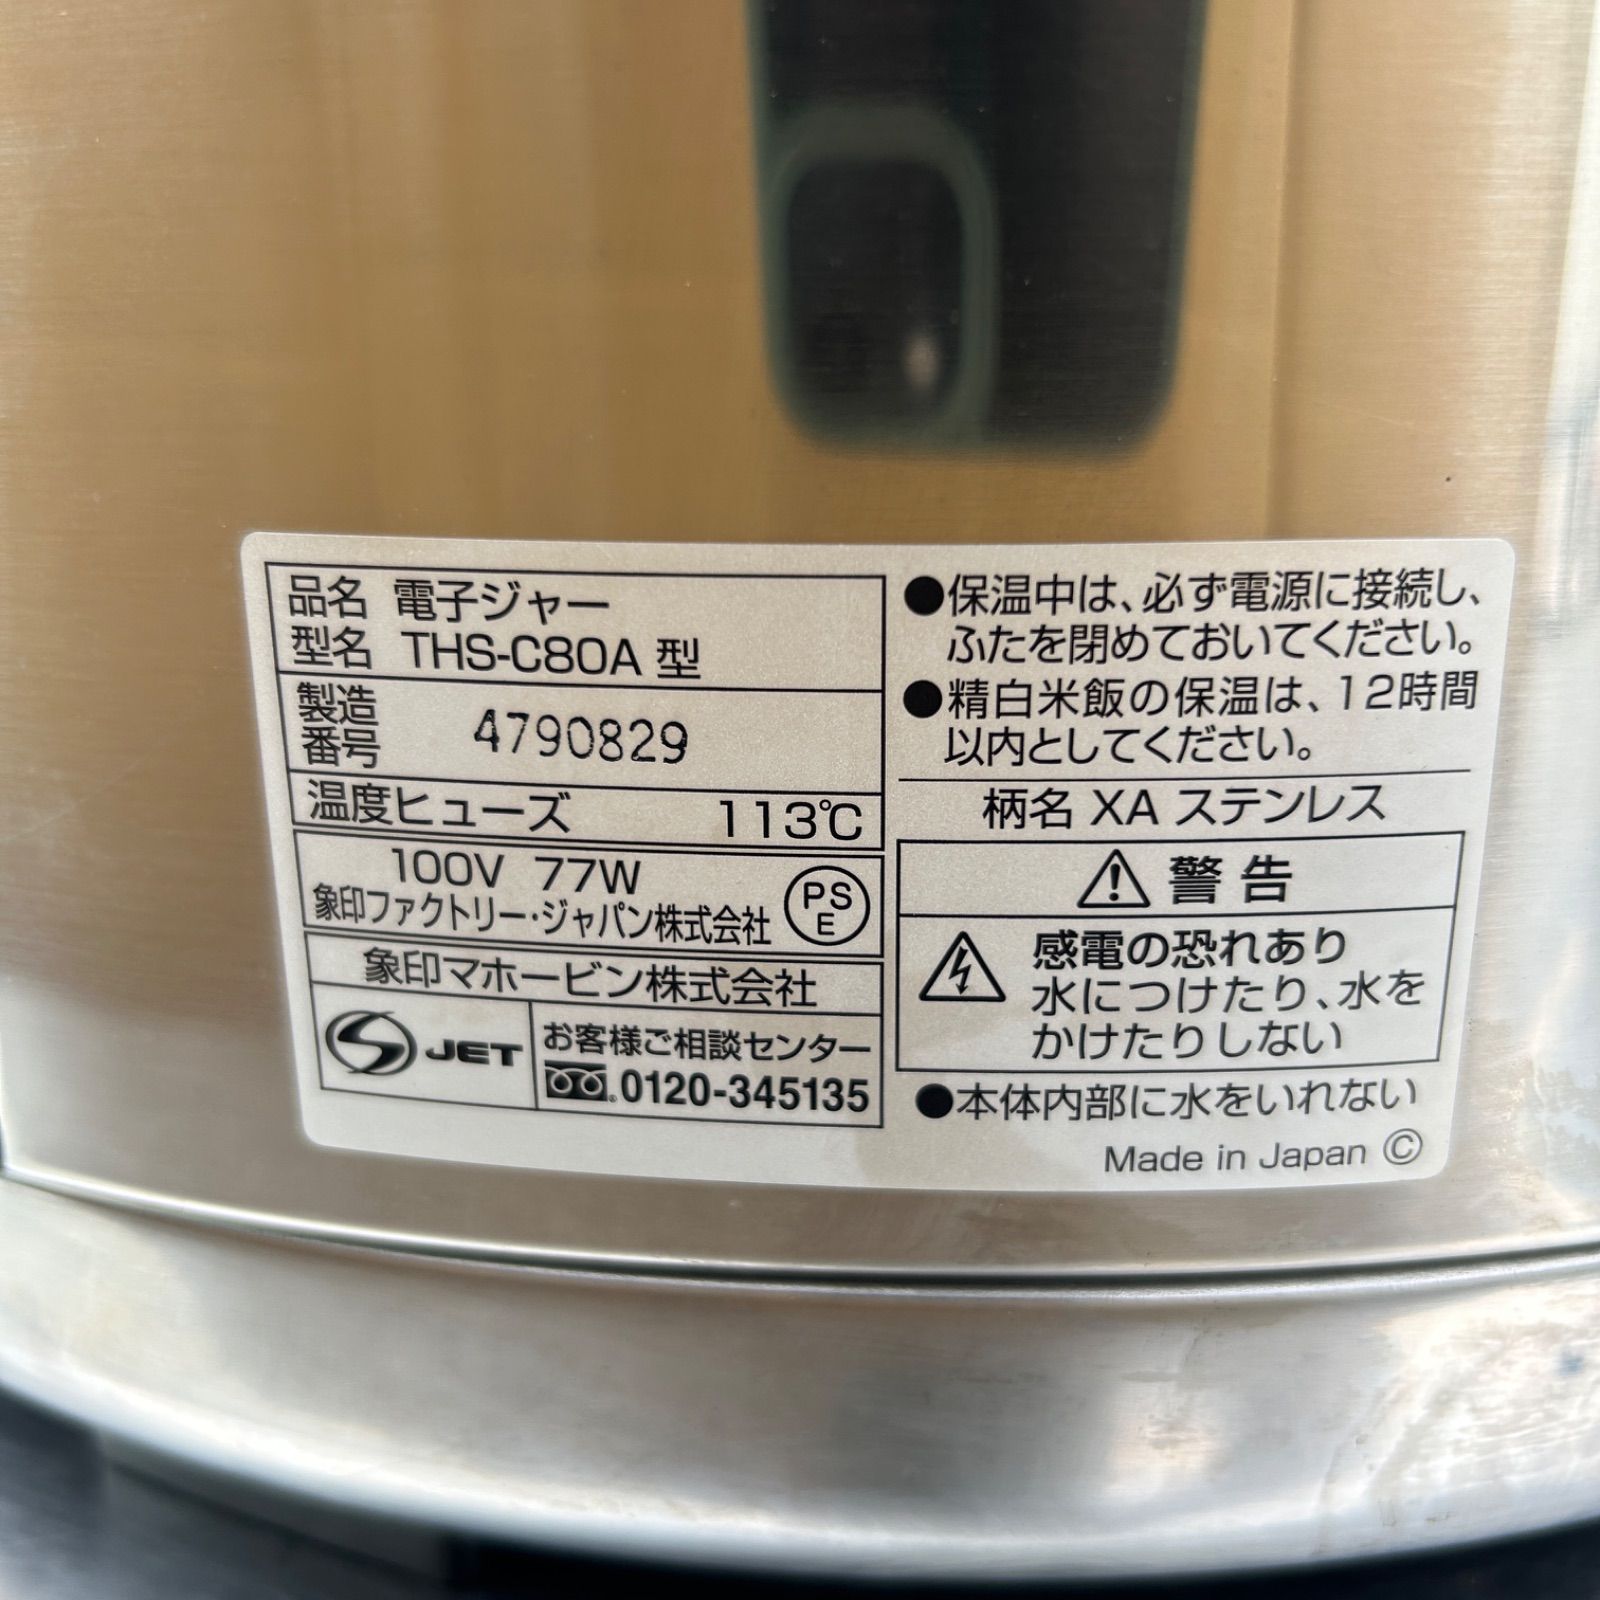 品名 電子ジャー
型名 THS-C80A 型
製造
番号 4790829
温度ヒューズ 113℃
100V 77W
象印ファクトリー・ジャパン株式会社
PS
E
象印マホービン株式会社
S JET
お客様ご相談センター
0120-345135
●保温中は、必ず電源に接続し、
ふたを閉めておいてください。
●精白米飯の保温は、12時間
以内としてください。
柄名 XA ステンレス
警告
感電の恐れあり
水につけたり、水を
かけたりしない
●本体内部に水をいれない
Made in Japan Ⓒ